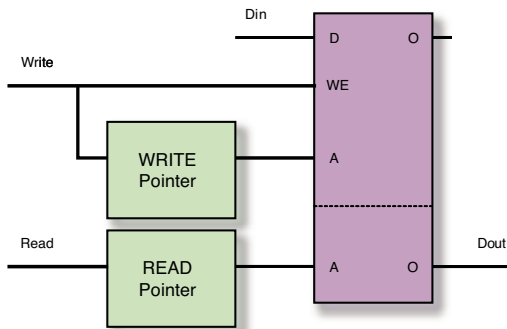 Din
D O
Write
WE
WRITE
Pointer
A
Read
READ
Pointer
A O
Dout